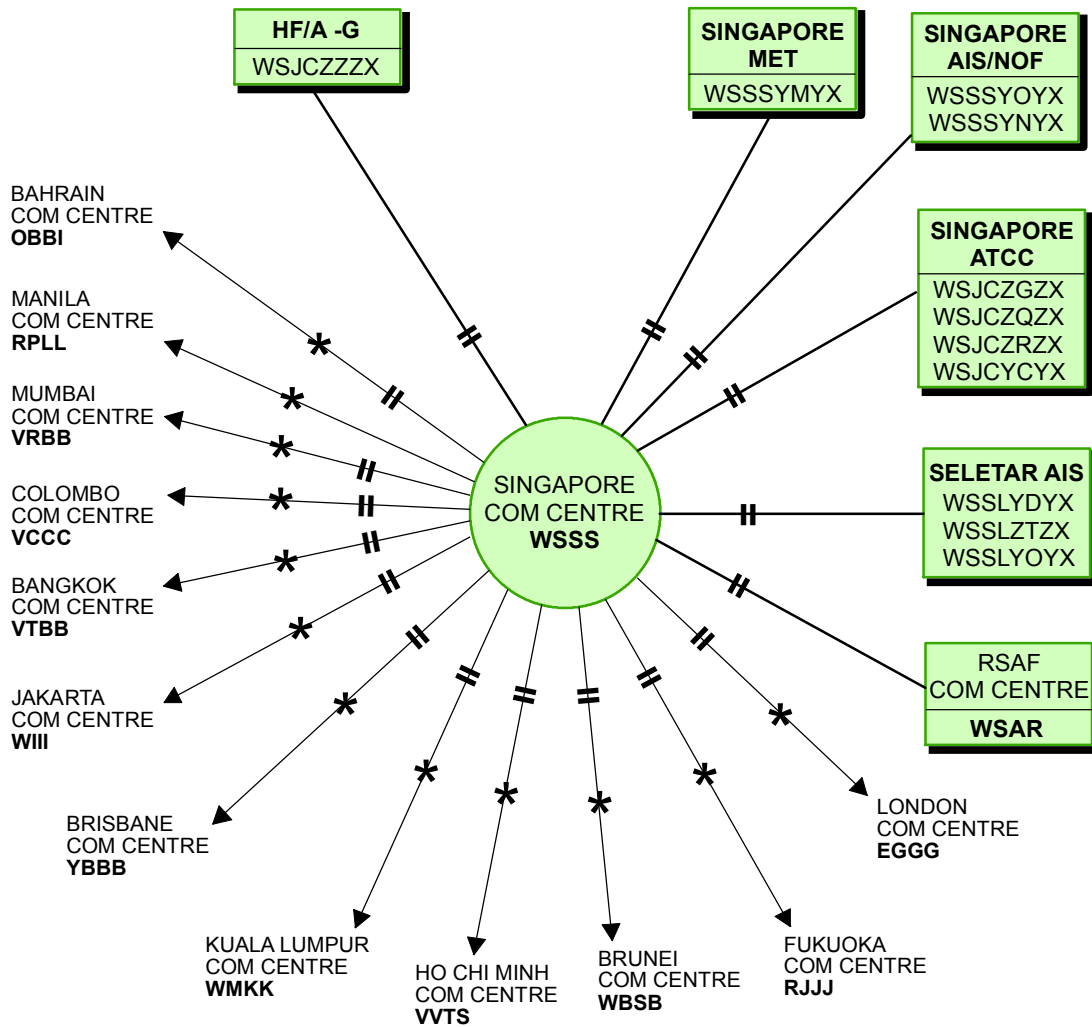 HF/A -G
WSJCZZZX
SINGAPORE
MET
WSSSYMYX
SINGAPORE
AIS/NOF
WSSSYOYX
WSSSYNYX
BAHRAIN
COM CENTRE
OBBI
MANILA
COM CENTRE
RPLL
MUMBAI
COM CENTRE
VRBB
COLOMBO
COM CENTRE
VCCC
BANGKOK
COM CENTRE
VTBB
JAKARTA
COM CENTRE
WIII
BRISBANE
COM CENTRE
YBBB
KUALA LUMPUR
COM CENTRE
WMKK
HO CHI MINH
COM CENTRE
VVTS
BRUNEI
COM CENTRE
WBSB
FUKUOKA
COM CENTRE
RJJJ
LONDON
COM CENTRE
EGGG
SINGAPORE
COM CENTRE
WSSS
SINGAPORE
ATCC
WSJCZGZX
WSJCZQZX
WSJCZRZX
WSJCYCYX
SELETAR AIS
WSSLYDYX
WSSLZTZX
WSSLYOYX
RSAF
COM CENTRE
WSAR